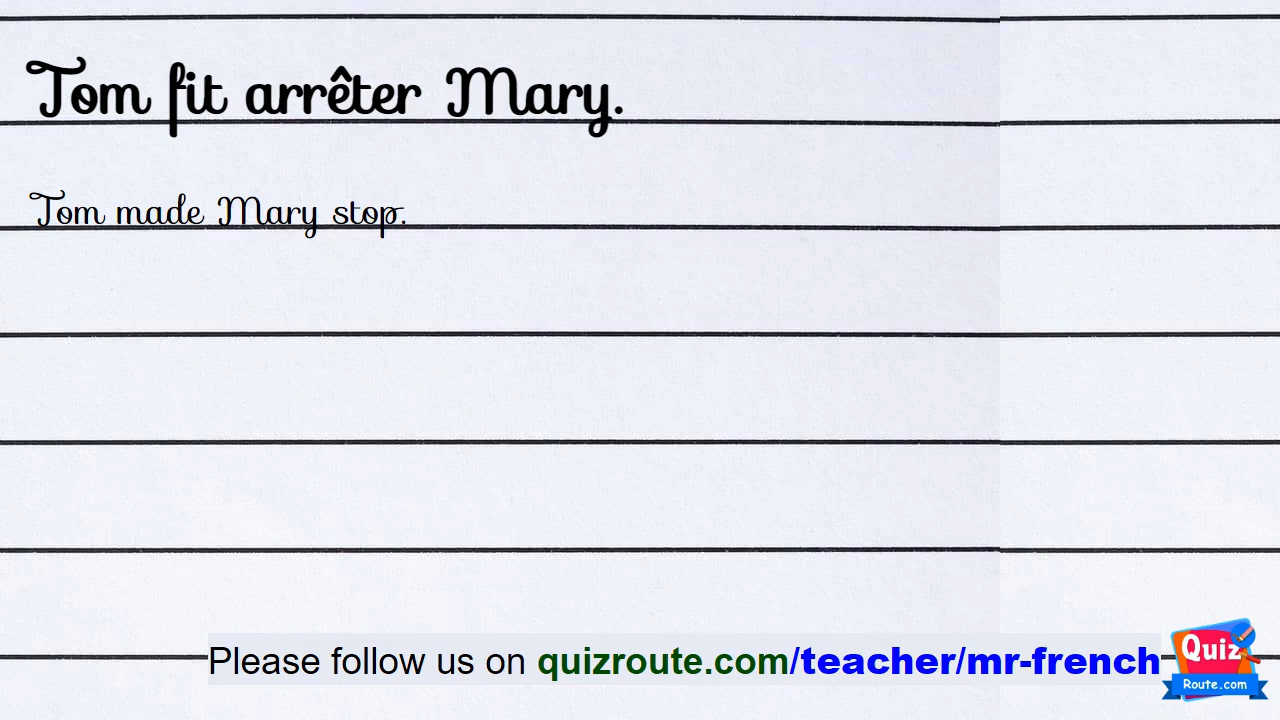 Tom fit arrêter Mary.
Tom made Mary stop.
Please follow us on quizroute.com/teacher/mr-french
Quiz
Route.com